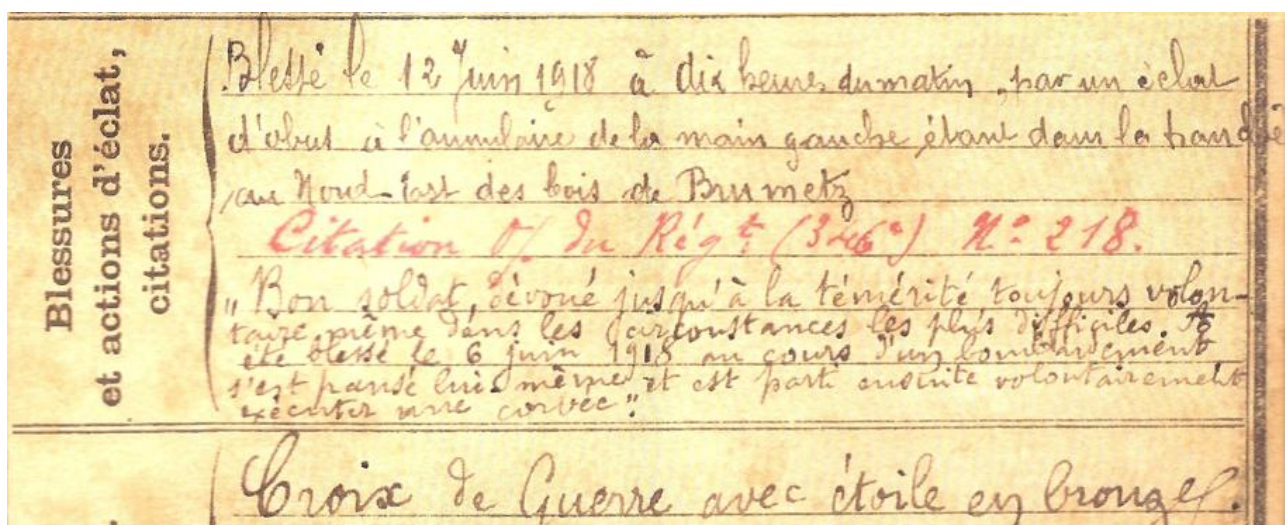 Blessures
et actions d'éclat,
citations.
Blessé le 12 Juin 1918 à dix heures du matin, par un éclat
d'obus à l'annulaire de la main gauche étant dans la tranchée
au Nord-Est des bois de Brumetz
Citation O/ du Régt (346e) No 218.
"Bon soldat, dévoué jusqu'à la témérité toujours volon-
taire même dans les circonstances les plus difficiles. A
été blessé le 6 juin 1918 au cours d'un bombardement,
s'est pansé lui-même et est parti ensuite volontairement
exécuter une corvée".
Croix de Guerre avec étoile en bronze.